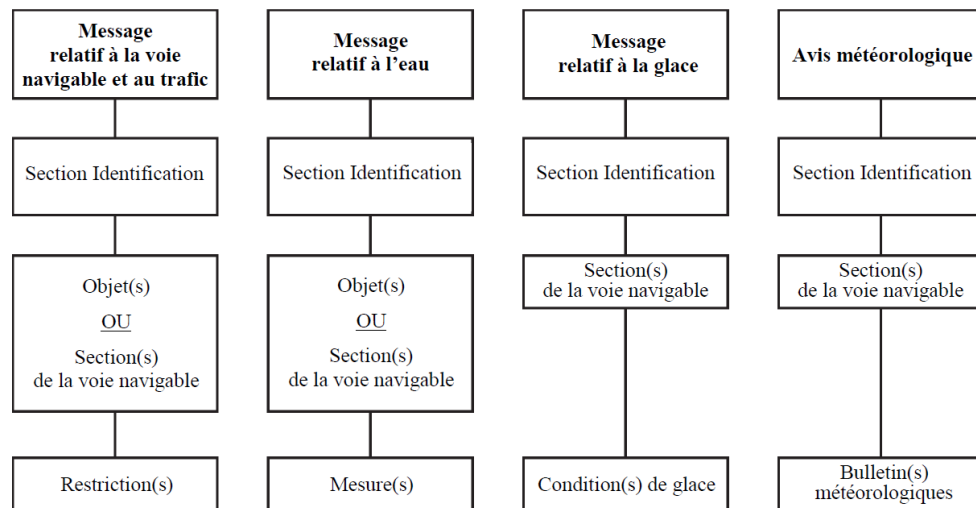 Message
relatif à la voie
navigable et au trafic
Section Identification
Objet(s)
OU
Section(s)
de la voie navigable
Restriction(s)
Message
relatif à l’eau
Section Identification
Objet(s)
OU
Section(s)
de la voie navigable
Mesure(s)
Message
relatif à la glace
Section Identification
Section(s)
de la voie navigable
Condition(s) de glace
Avis météorologique
Section Identification
Section(s)
de la voie navigable
Bulletin(s)
météorologiques